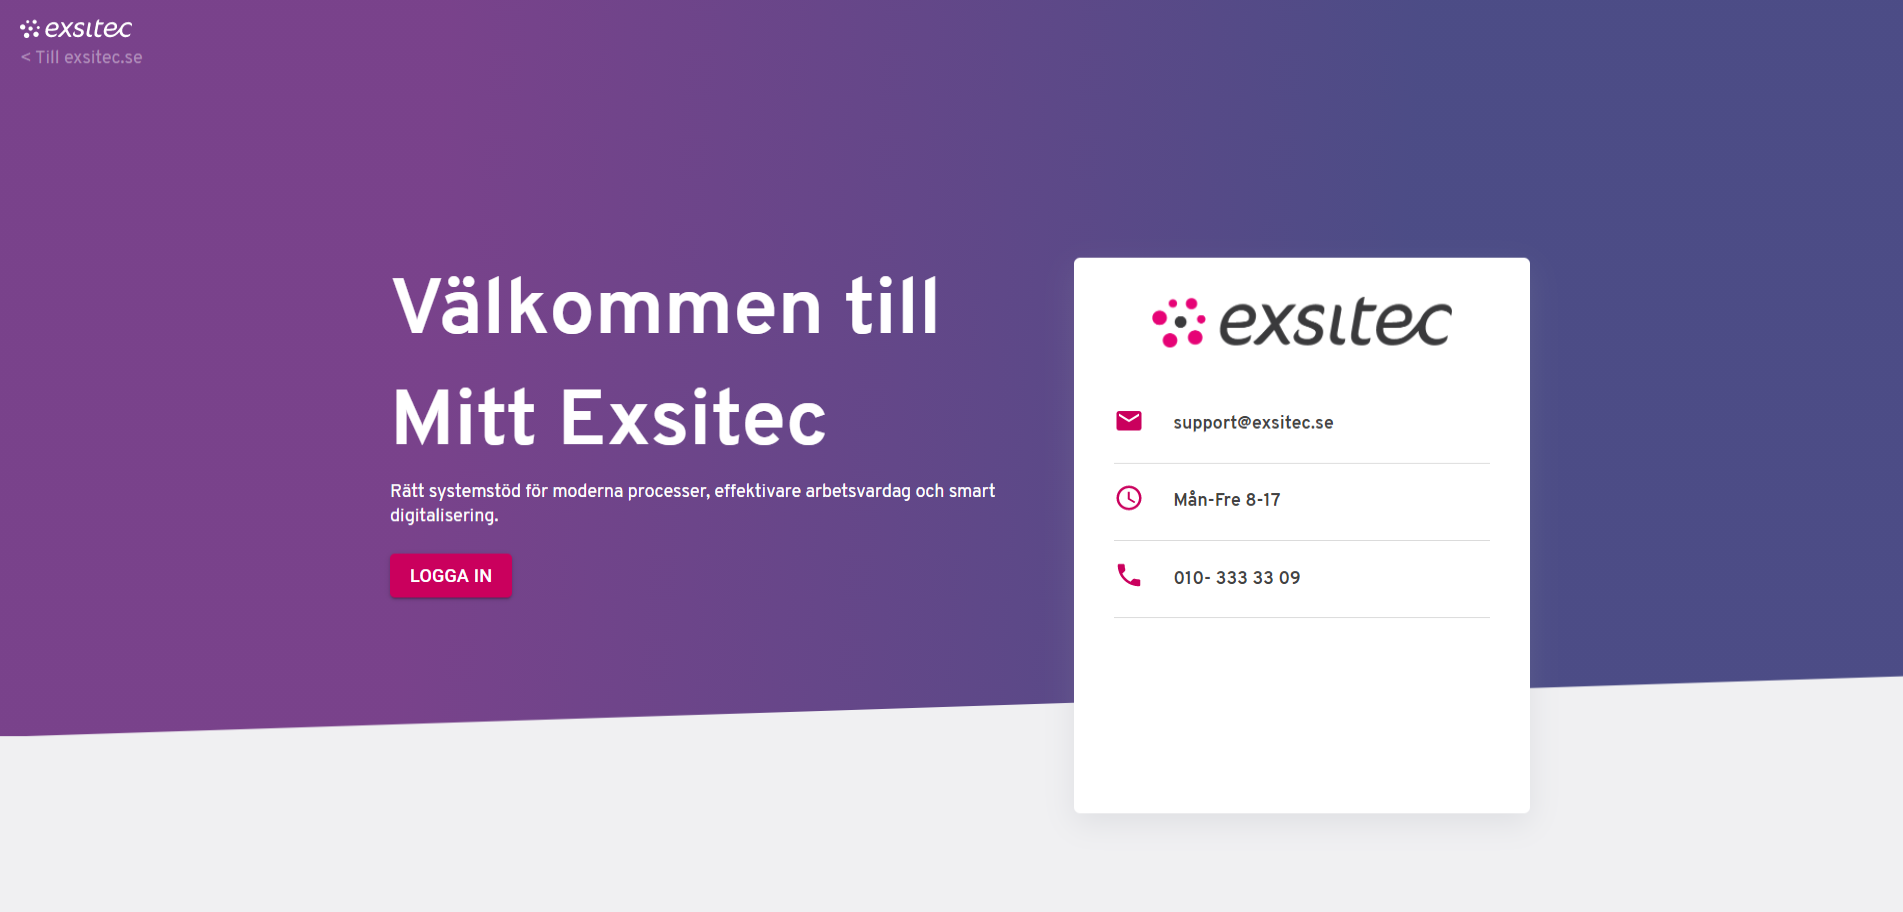 exsitec
< Till exsitec.se
Välkommen till
Mitt Exsitec
Rätt systemstöd för moderna processer, effektivare arbetsvardag och smart
digitalisering.
LOGGA IN
exsitec
support@exsitec.se
Mån-Fre 8-17
010- 333 33 09